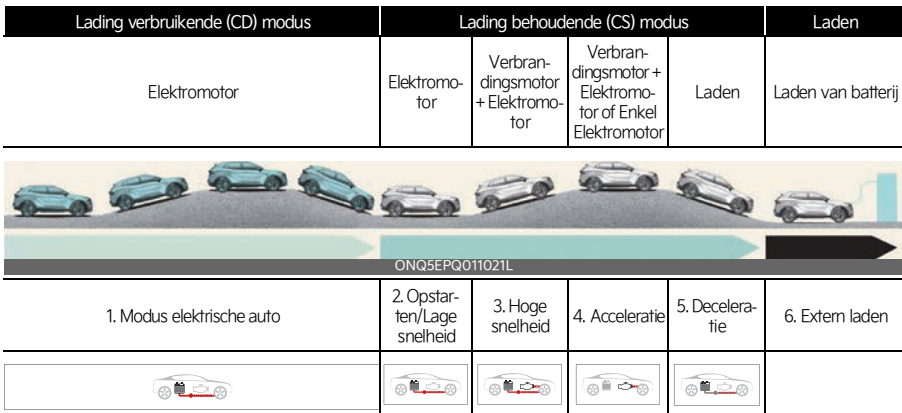 Lading verbruikende (CD) modus
Lading behoudende (CS) modus
Laden
Elektromotor
Elektromo-
tor
Verbran-
dingsmotor
+ Elektromo-
tor
Verbran-
dingsmotor +
Elektromo-
tor of Enkel
Elektromotor
Laden
Laden van batterij
ONQ5EPQ011021L
1. Modus elektrische auto
2. Opstar-
ten/Lage
snelheid
3. Hoge
snelheid
4. Acceleratie
5. Decelera-
tie
6. Extern laden